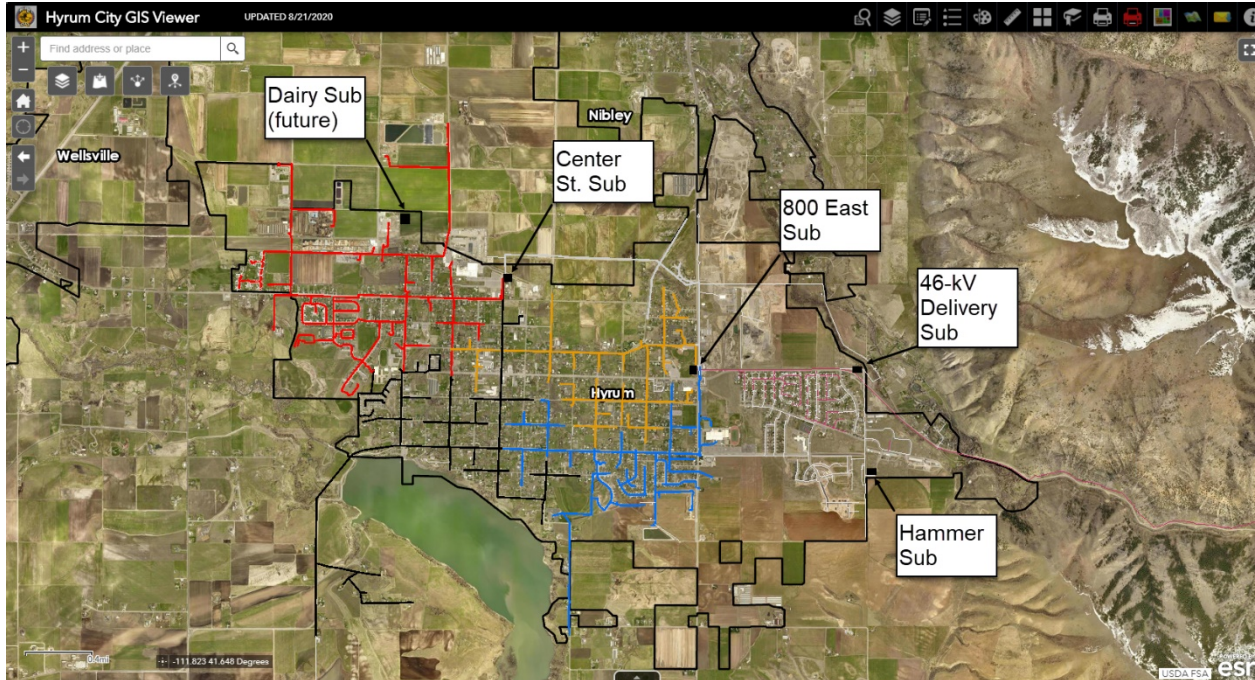 Hyrum City GIS Viewer
UPDATED 8/21/2020
Find address or place
Dairy Sub
(future)
Nibley
Wellsville
Center
St. Sub
800 East
Sub
46-kV
Delivery
Sub
Hyrum
Hammer
Sub
0.4mi
-111.823 41.648 Degrees
USDA FSA
POWERED BY
esri